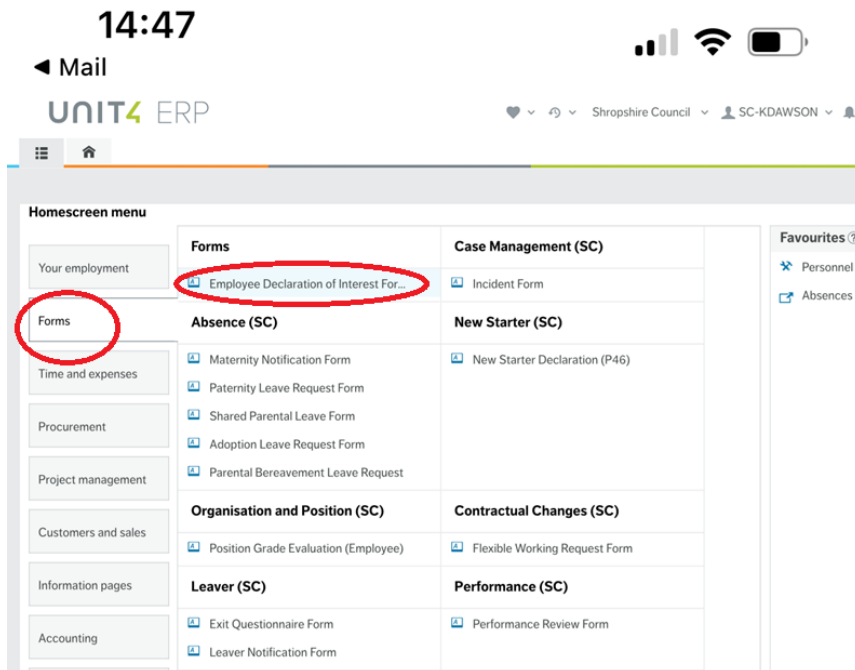 14:47
◀ Mail
UNIT4 ERP
Shropshire Council
SC-KDAWSON
Homescreen menu
Your employment
Forms
Time and expenses
Procurement
Project management
Customers and sales
Information pages
Accounting
Forms
Employee Declaration of Interest For...
Case Management (SC)
Incident Form
Absence (SC)
Maternity Notification Form
Paternity Leave Request Form
Shared Parental Leave Form
Adoption Leave Request Form
Parental Bereavement Leave Request
New Starter (SC)
New Starter Declaration (P46)
Organisation and Position (SC)
Position Grade Evaluation (Employee)
Contractual Changes (SC)
Flexible Working Request Form
Leaver (SC)
Exit Questionnaire Form
Leaver Notification Form
Performance (SC)
Performance Review Form
Favourites
Personnel
Absences